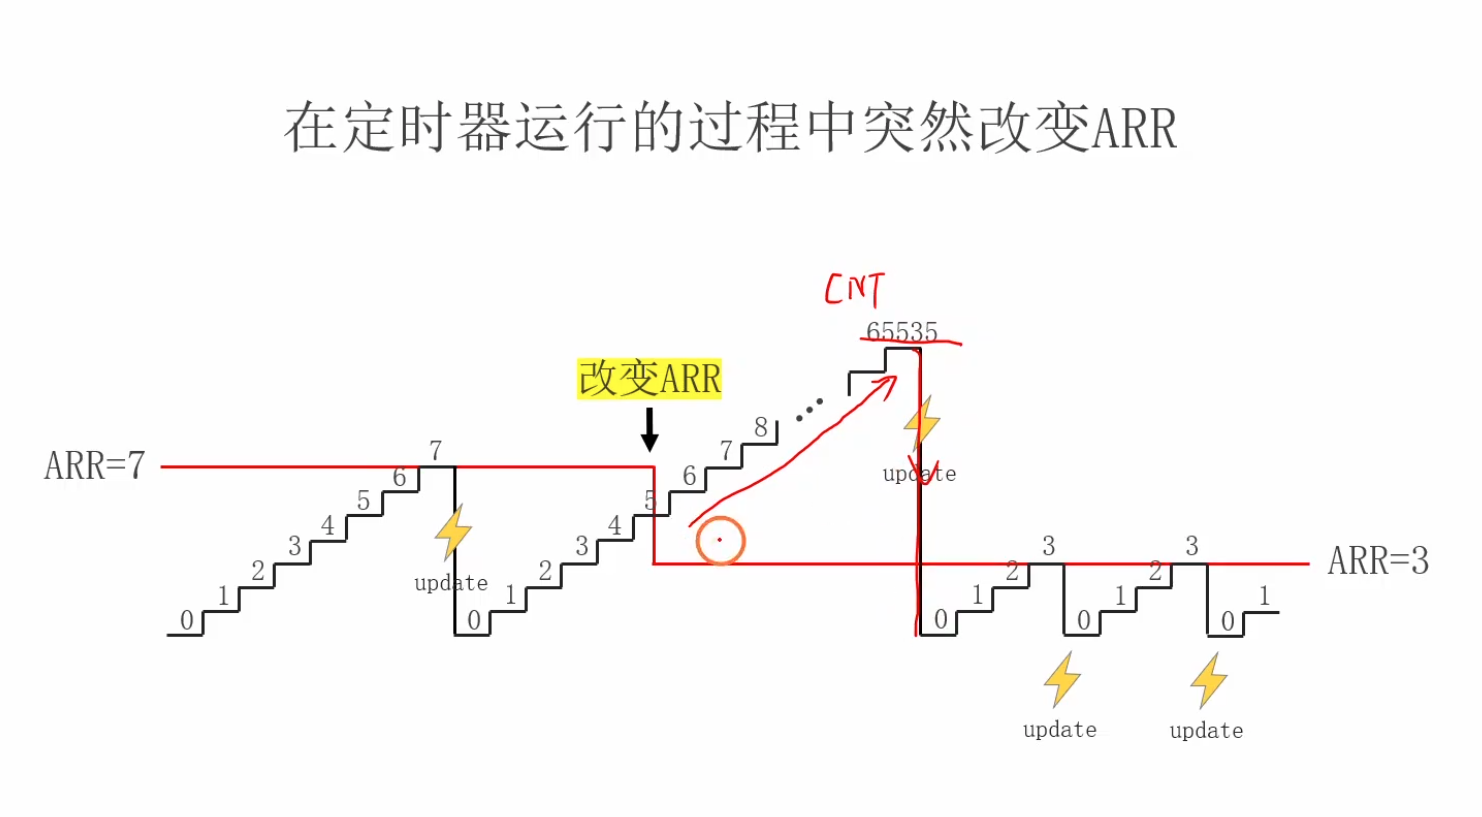 在定时器运行的过程中突然改变ARR
CNT
65535
改变ARR
ARR=7
0 1 2 3 4 5 6 7
update
0 1 2 3 4 5 6 7 8
update
0 1 2 3
0 1 2 3
0 1
ARR=3
update
update